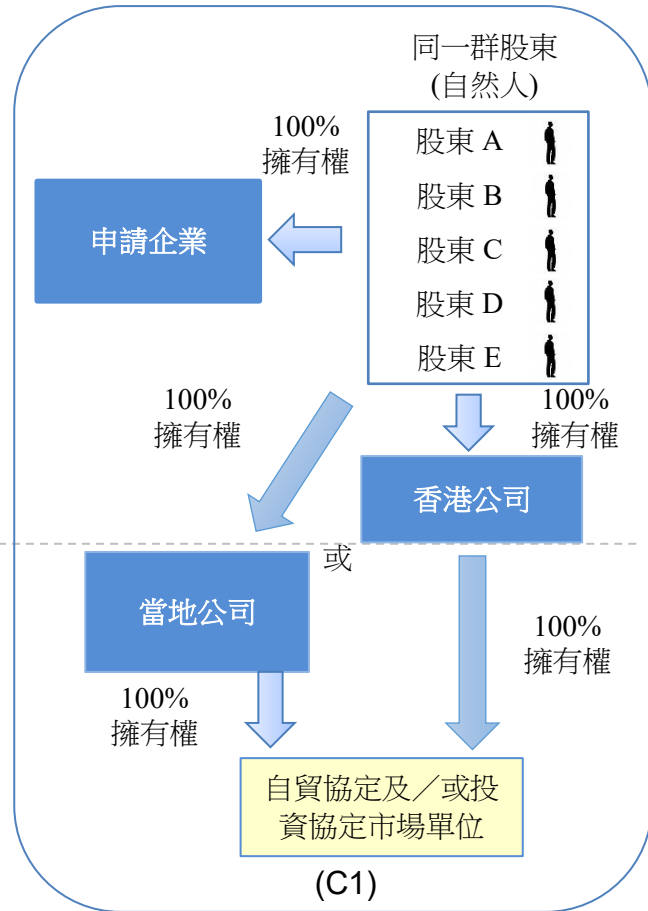 同一群股東
(自然人)
100%
擁有權
股東 A
股東 B
股東 C
股東 D
股東 E
申請企業
100%
擁有權
100%
擁有權
香港公司
或
當地公司
100%
擁有權
100%
擁有權
自貿協定及／或投
資協定市場單位
(C1)